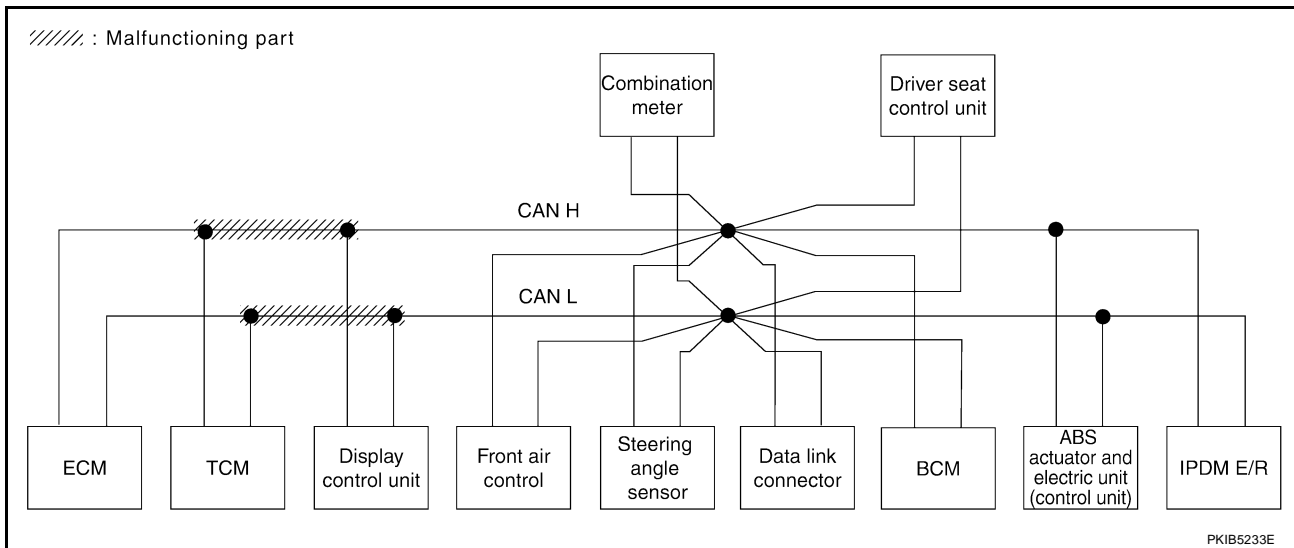 : Malfunctioning part
Combination
meter
Driver seat
control unit
CAN H
CAN L
ECM
TCM
Display
control unit
Front air
control
Steering
angle
sensor
Data link
connector
BCM
ABS
actuator and
electric unit
(control unit)
IPDM E/R
PKIB5233E